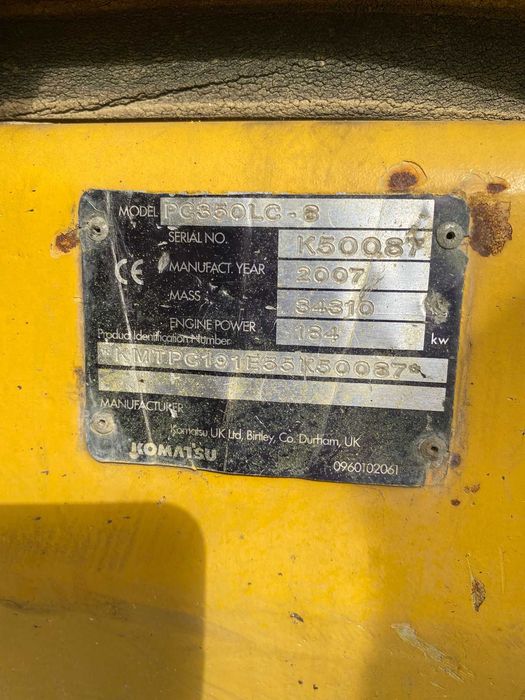 MODEL PC350LC-8
SERIAL NO. K50087
CE MANUFACT. YEAR 2007
MASS 34310
ENGINE POWER 184 kw
Product Identification Number
*KMTPC191E55K50087*
MANUFACTURER
Komatsu UK Ltd, Birtley, Co. Durham, UK
KOMATSU 0960102061